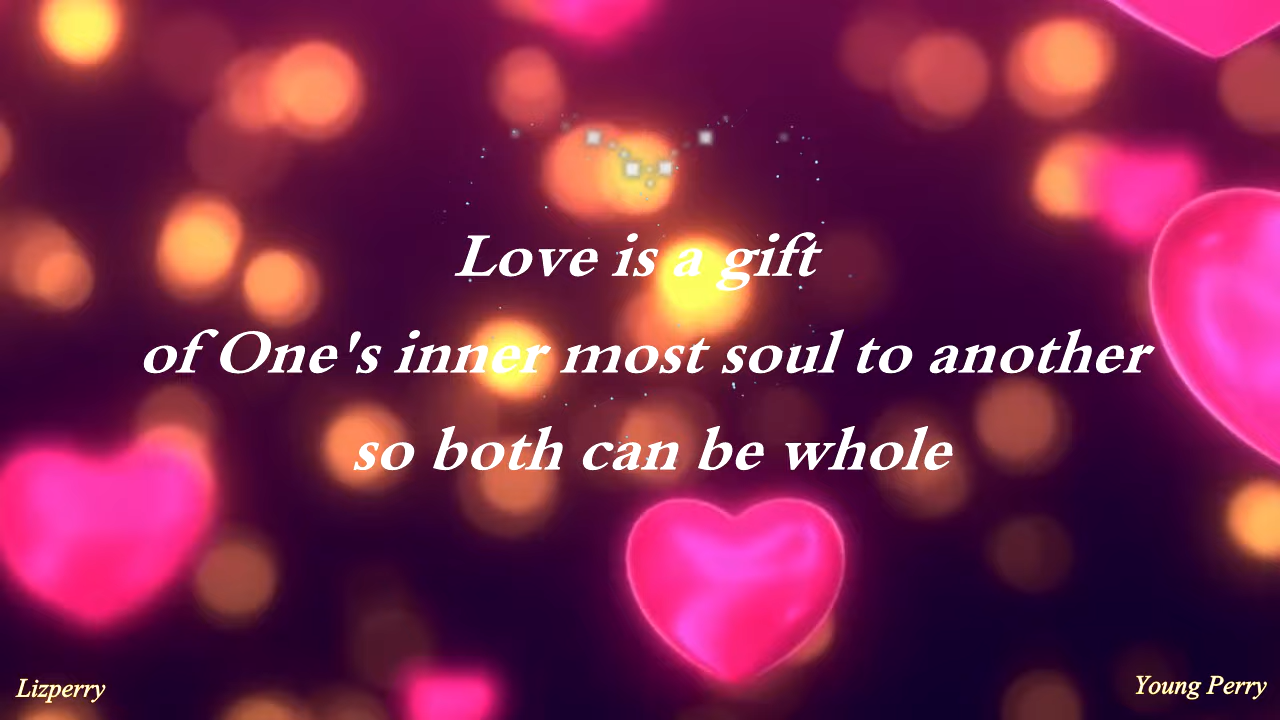 Love is a gift
of One's inner most soul to another
so both can be whole
Lizperry
Young Perry